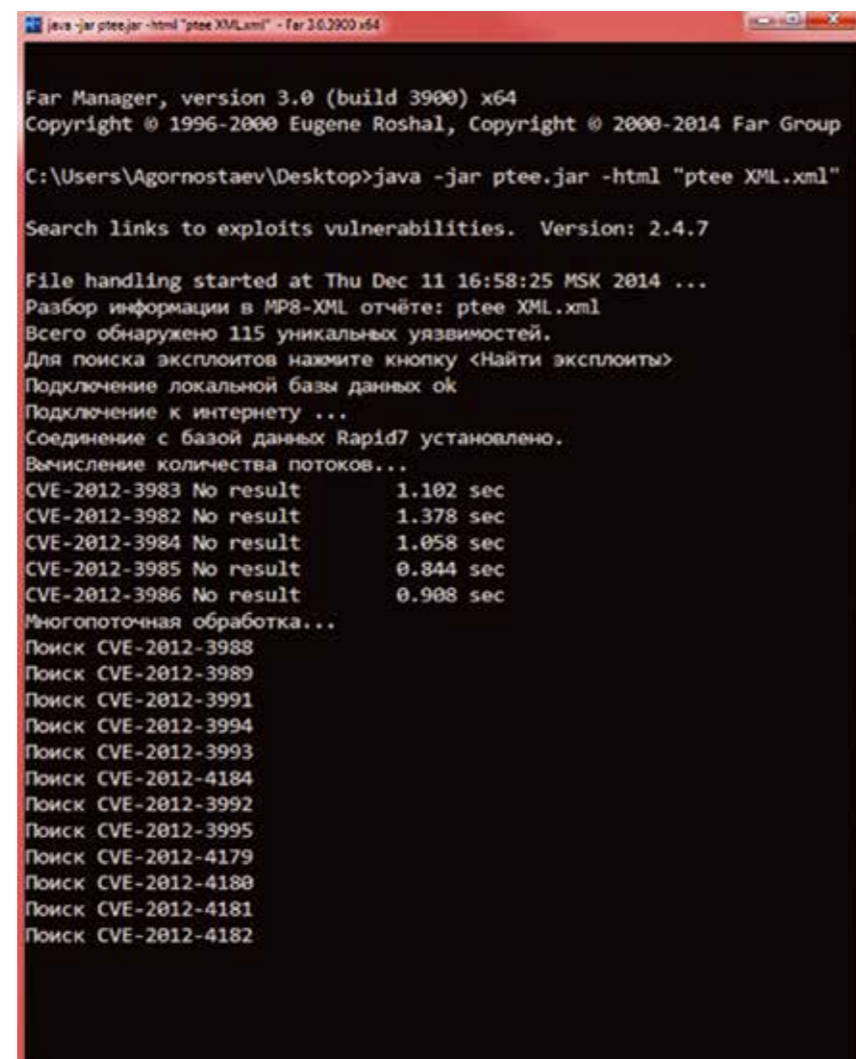 java -jar ptee.jar -html "ptee XML.xml" - Far 3.0.3900 x64
Far Manager, version 3.0 (build 3900) x64
Copyright © 1996-2000 Eugene Roshal, Copyright © 2000-2014 Far Group
C:\Users\Agornostaev\Desktop>java -jar ptee.jar -html "ptee XML.xml"
Search links to exploits vulnerabilities. Version: 2.4.7
File handling started at Thu Dec 11 16:58:25 MSK 2014 ...
Разбор информации в MP8-XML отчёте: ptee XML.xml
Всего обнаружено 115 уникальных уязвимостей.
Для поиска эксплоитов нажмите кнопку <Найти эксплоиты>
Подключение локальной базы данных ok
Подключение к интернету ...
Соединение с базой данных Rapid7 установлено.
Вычисление количества потоков...
CVE-2012-3983 No result 1.102 sec
CVE-2012-3982 No result 1.378 sec
CVE-2012-3984 No result 1.058 sec
CVE-2012-3985 No result 0.844 sec
CVE-2012-3986 No result 0.908 sec
Многопоточная обработка...
Поиск CVE-2012-3988
Поиск CVE-2012-3989
Поиск CVE-2012-3991
Поиск CVE-2012-3994
Поиск CVE-2012-3993
Поиск CVE-2012-4184
Поиск CVE-2012-3992
Поиск CVE-2012-3995
Поиск CVE-2012-4179
Поиск CVE-2012-4180
Поиск CVE-2012-4181
Поиск CVE-2012-4182